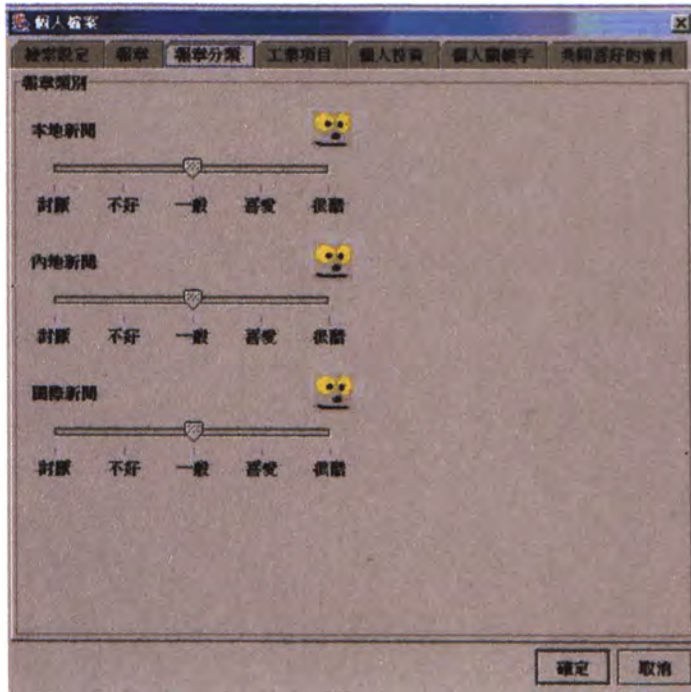 個人檔案
檔案設定 報章 報章分類 工業項目 個人投資 個人關鍵字 共同喜好的會員
報章類別
本地新聞
討厭 不好 一般 喜愛 很酷
內地新聞
討厭 不好 一般 喜愛 很酷
國際新聞
討厭 不好 一般 喜愛 很酷
確定 取消